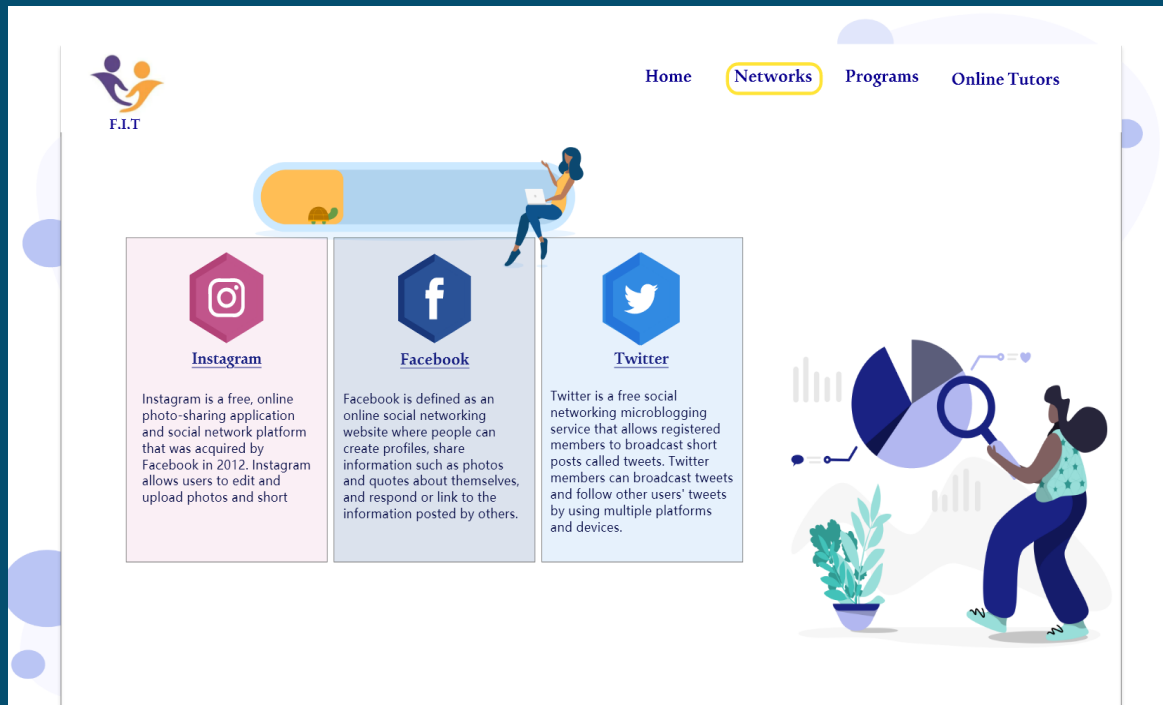 Home Networks Programs Online Tutors
F.I.T
Instagram
Instagram is a free, online
photo-sharing application
and social network platform
that was acquired by
Facebook in 2012. Instagram
allows users to edit and
upload photos and short
Facebook
Facebook is defined as an
online social networking
website where people can
create profiles, share
information such as photos
and quotes about themselves,
and respond or link to the
information posted by others.
Twitter
Twitter is a free social
networking microblogging
service that allows registered
members to broadcast short
posts called tweets. Twitter
members can broadcast tweets
and follow other users' tweets
by using multiple platforms
and devices.